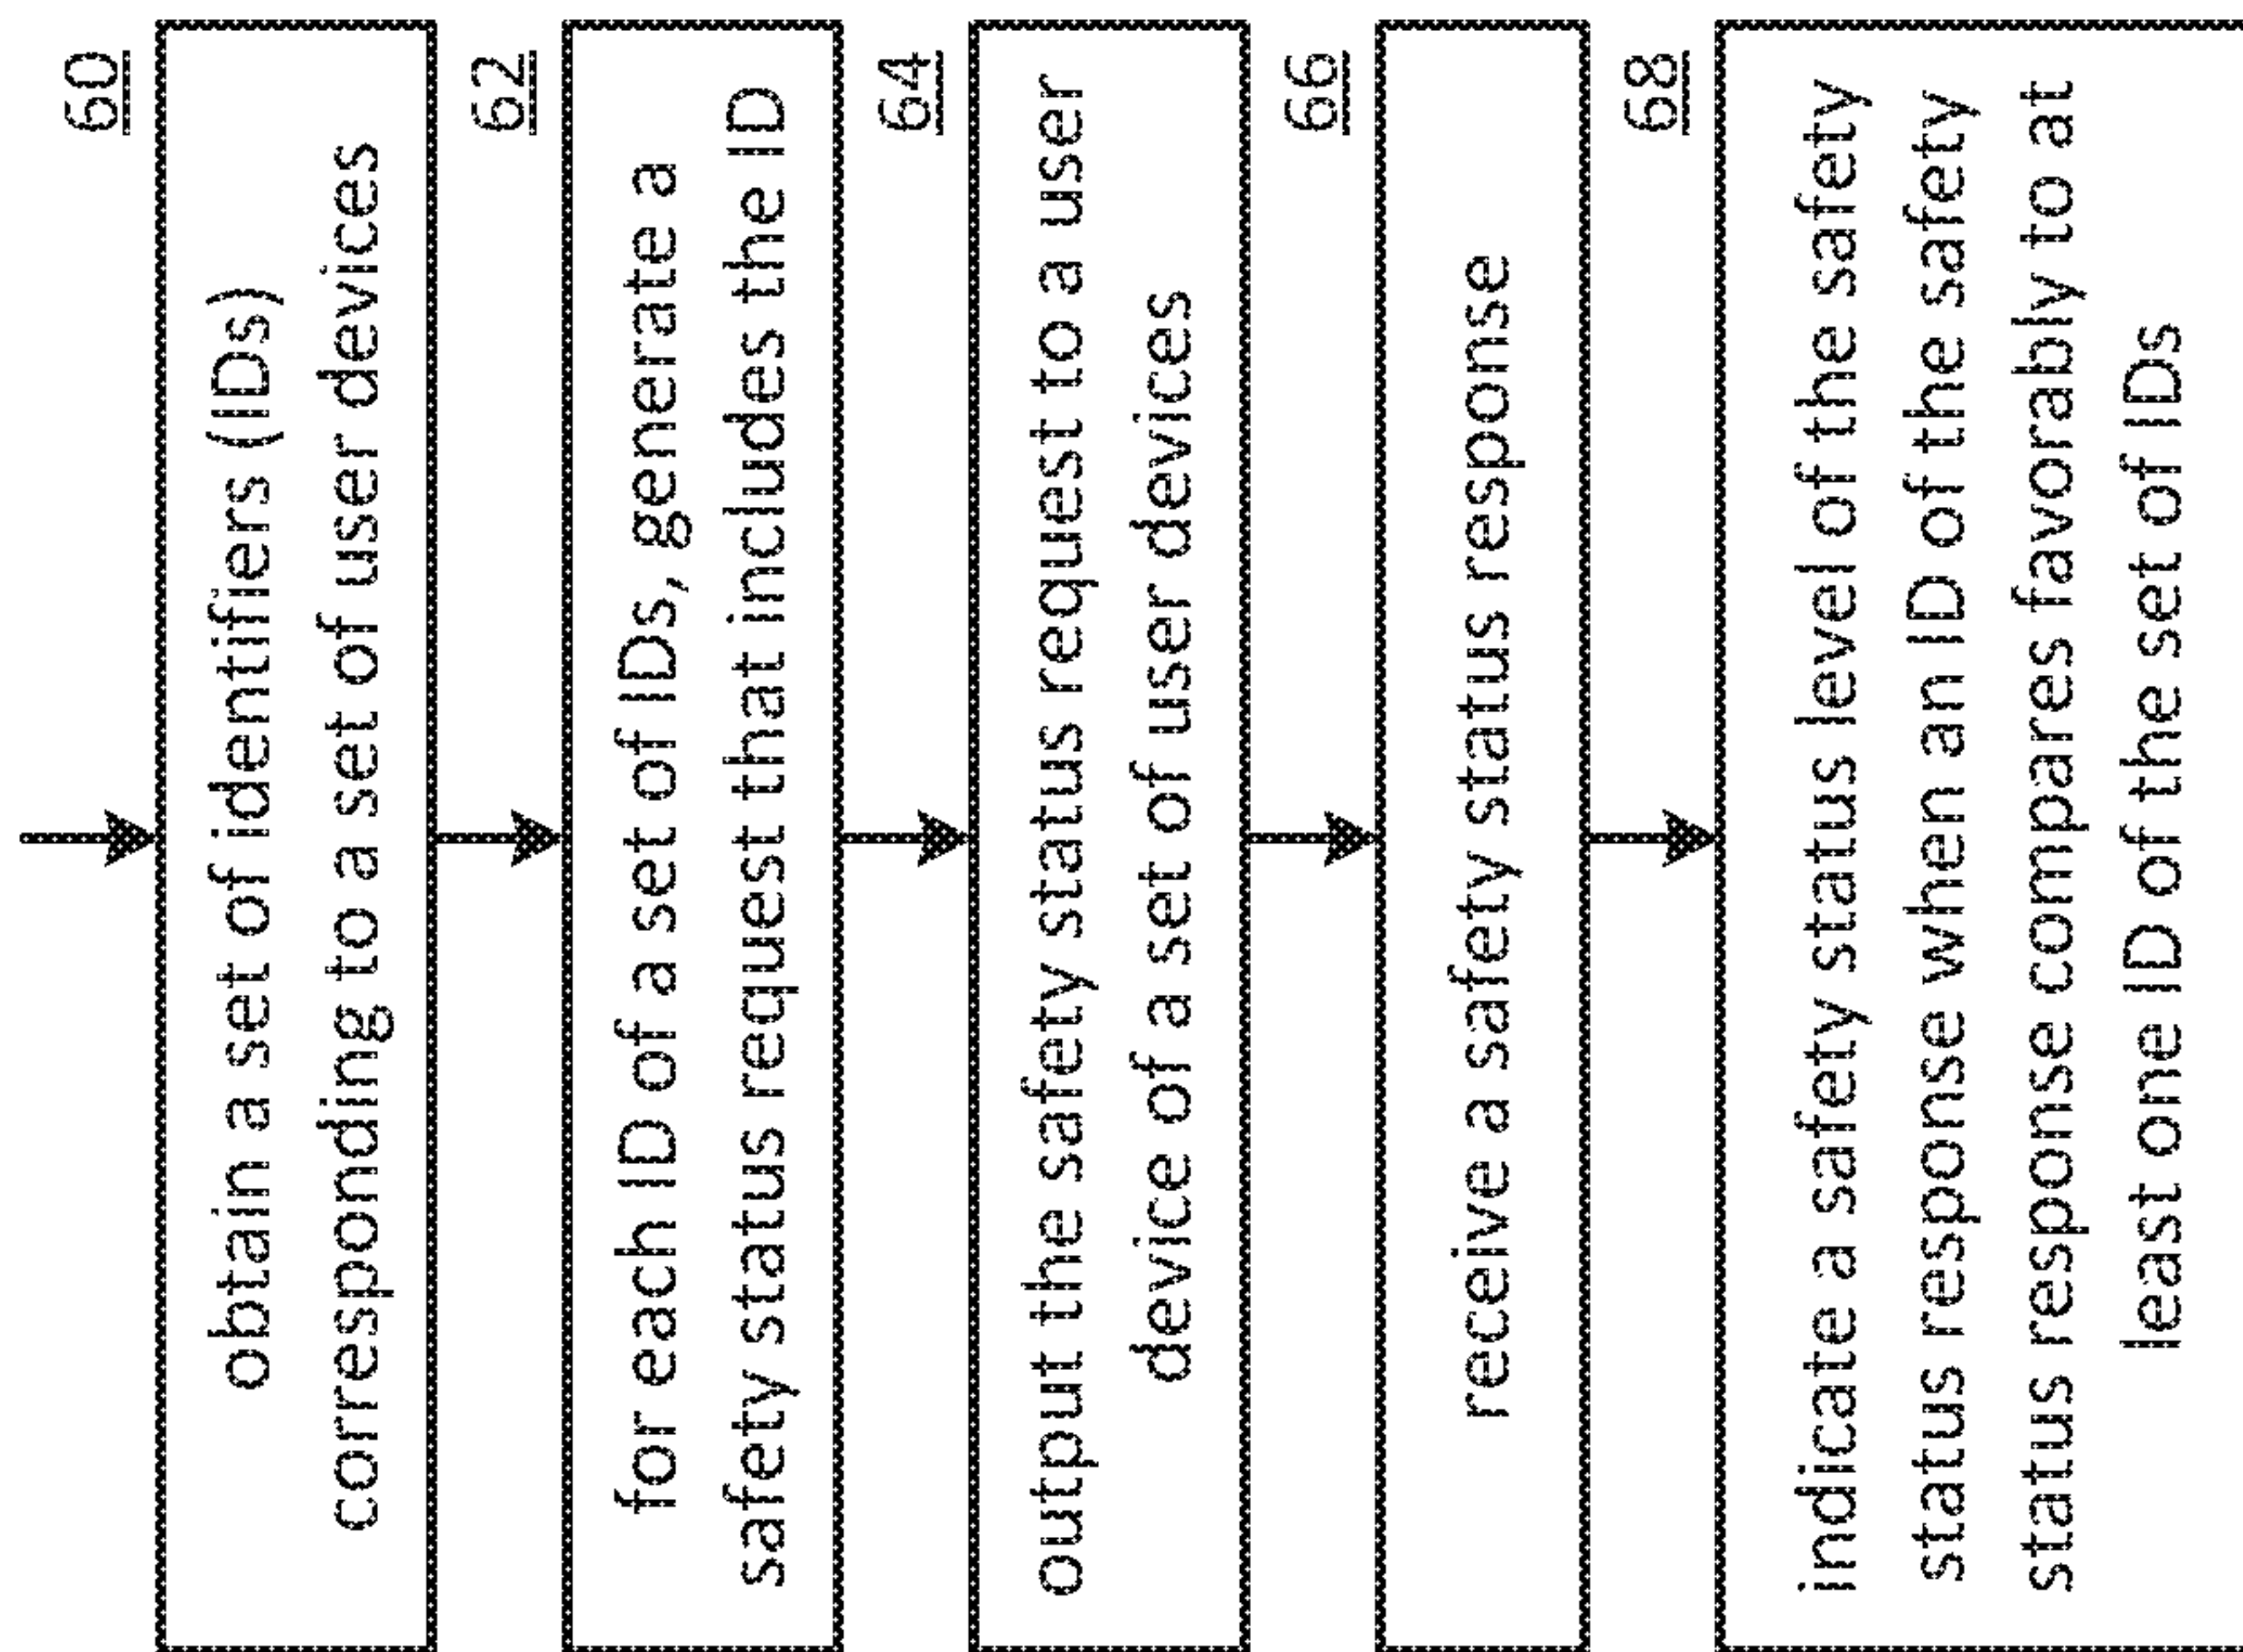 60
obtain a set of identifiers (IDs)
corresponding to a set of user devices
62
for each ID of a set of IDs, generate a
safety status request that includes the ID
64
output the safety status request to a user
device of a set of user devices
66
receive a safety status response
68
indicate a safety status level of the safety
status response when an ID of the safety
status response compares favorably to at
least one ID of the set of IDs